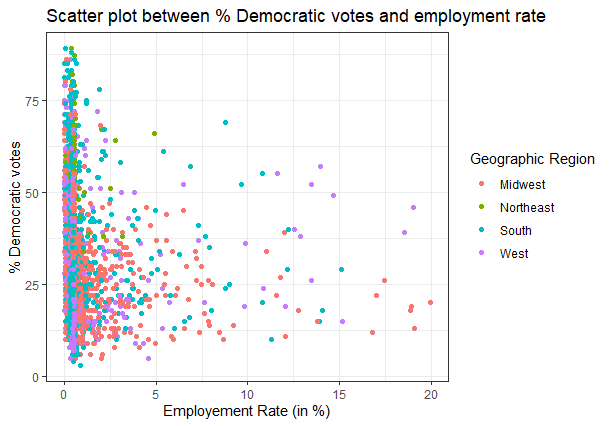 Scatter plot between % Democratic votes and employment rate
% Democratic votes
75
50
25
0
0
5
10
15
20
Employement Rate (in %)
Geographic Region
Midwest
Northeast
South
West